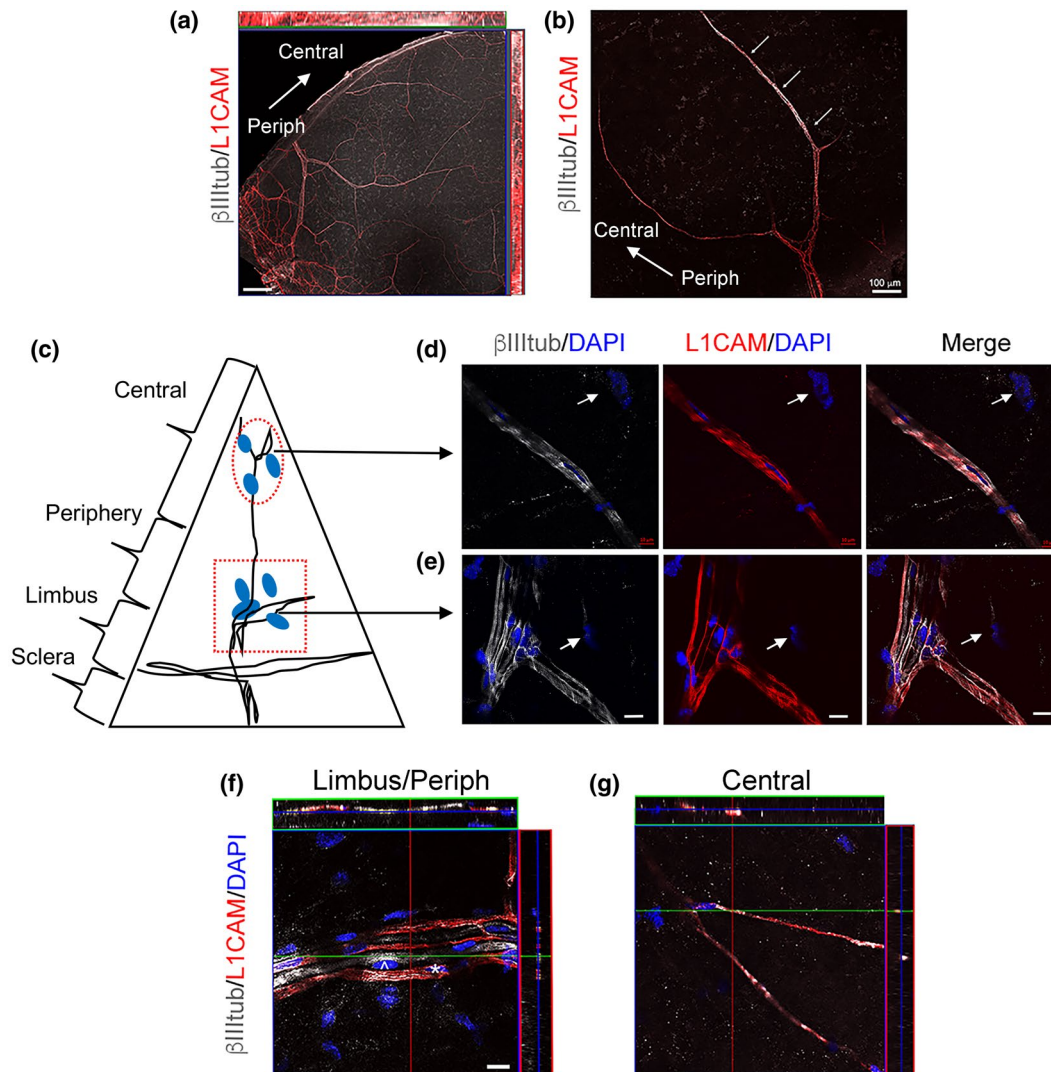 (a)
Central
Periph
βIIItub/L1CAM
(b)
Central
Periph
100 μm
βIIItub/L1CAM
(c)
Central
Periphery
Limbus
Sclera
(d)
βIIItub/DAPI
L1CAM/DAPI
Merge
(e)
(f)
Limbus/Periph
^
*
βIIItub/L1CAM/DAPI
(g)
Central